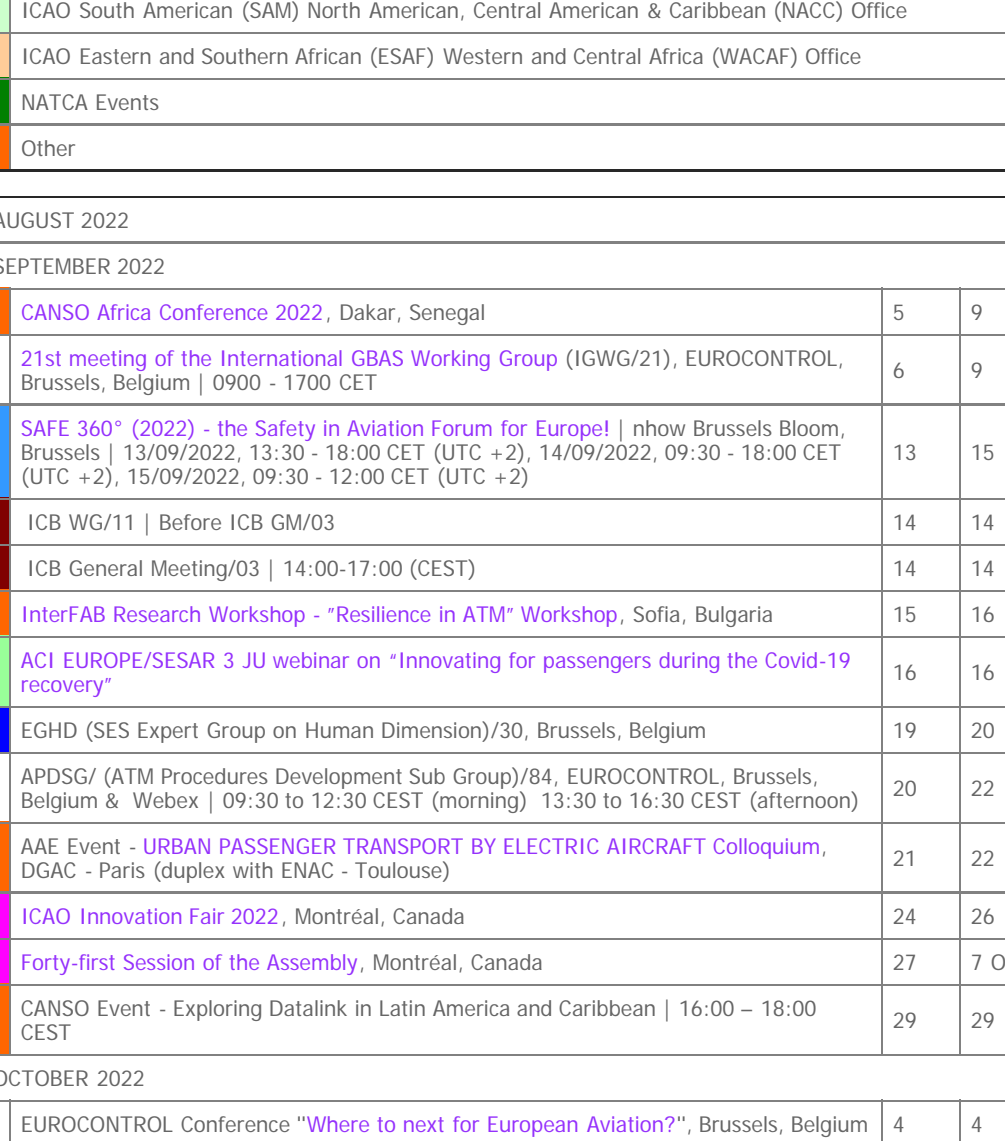 ICAO South American (SAM) North American, Central American & Caribbean (NACC) Office
ICAO Eastern and Southern African (ESAF) Western and Central Africa (WACAF) Office
NATCA Events
Other
AUGUST 2022
SEPTEMBER 2022
CANSO Africa Conference 2022, Dakar, Senegal 5 9
21st meeting of the International GBAS Working Group (IGWG/21), EUROCONTROL,
Brussels, Belgium | 0900 - 1700 CET 6 9
SAFE 360° (2022) - the Safety in Aviation Forum for Europe! | nhow Brussels Bloom,
Brussels | 13/09/2022, 13:30 - 18:00 CET (UTC +2), 14/09/2022, 09:30 - 18:00 CET 13 15
(UTC +2), 15/09/2022, 09:30 - 12:00 CET (UTC +2)
ICB WG/11 | Before ICB GM/03 14 14
ICB General Meeting/03 | 14:00-17:00 (CEST) 14 14
InterFAB Research Workshop - "Resilience in ATM" Workshop, Sofia, Bulgaria 15 16
ACI EUROPE/SESAR 3 JU webinar on “Innovating for passengers during the Covid-19
recovery” 16 16
EGHD (SES Expert Group on Human Dimension)/30, Brussels, Belgium 19 20
APDSG/ (ATM Procedures Development Sub Group)/84, EUROCONTROL, Brussels,
Belgium & Webex | 09:30 to 12:30 CEST (morning) 13:30 to 16:30 CEST (afternoon) 20 22
AAE Event - URBAN PASSENGER TRANSPORT BY ELECTRIC AIRCRAFT Colloquium,
DGAC - Paris (duplex with ENAC - Toulouse) 21 22
ICAO Innovation Fair 2022, Montréal, Canada 24 26
Forty-first Session of the Assembly, Montréal, Canada 27 7 O
CANSO Event - Exploring Datalink in Latin America and Caribbean | 16:00 – 18:00
CEST 29 29
OCTOBER 2022
EUROCONTROL Conference "Where to next for European Aviation?", Brussels, Belgium 4 4